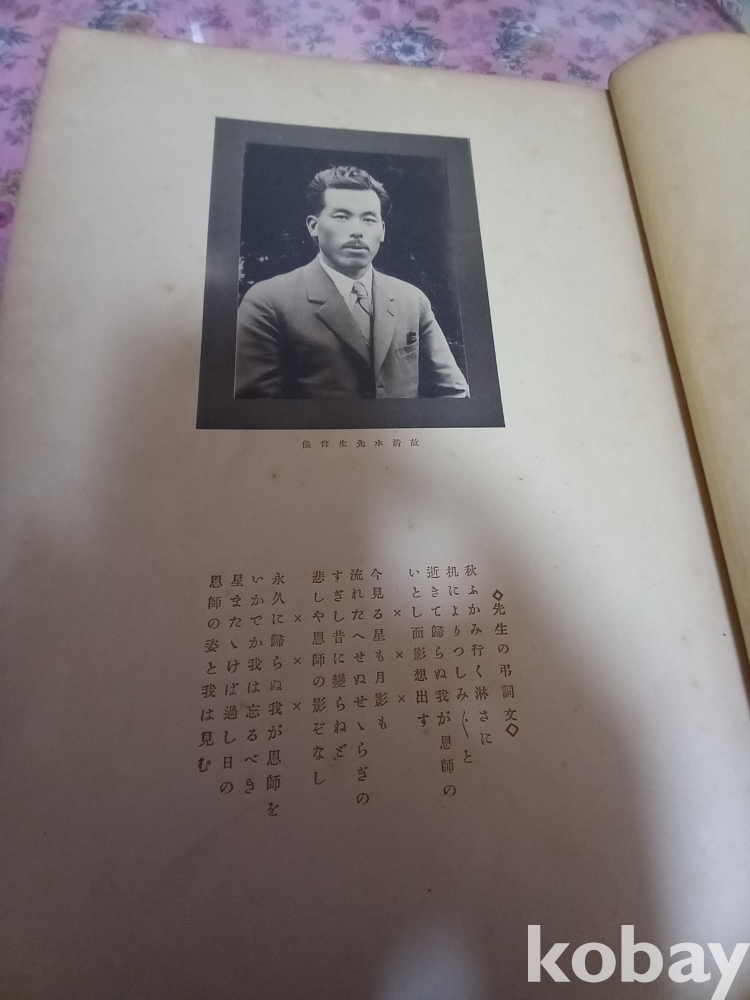 故清水先生肖像
◇先生の弔詞文◇
秋ふかみ行く淋さに
机によりつしみ〴〵と
逝きて歸らぬ我が恩師の
いとし面影想出す
× × ×
今見る星も月影も
流れたへせぬせゝらぎの
すぎし昔に變らねど
悲しや恩師の影ぞなし
× × ×
永久に歸らぬ我が恩師を
いかでか我は忘るべき
星またゝけば過し日の
恩師の姿と我は見む
kobay